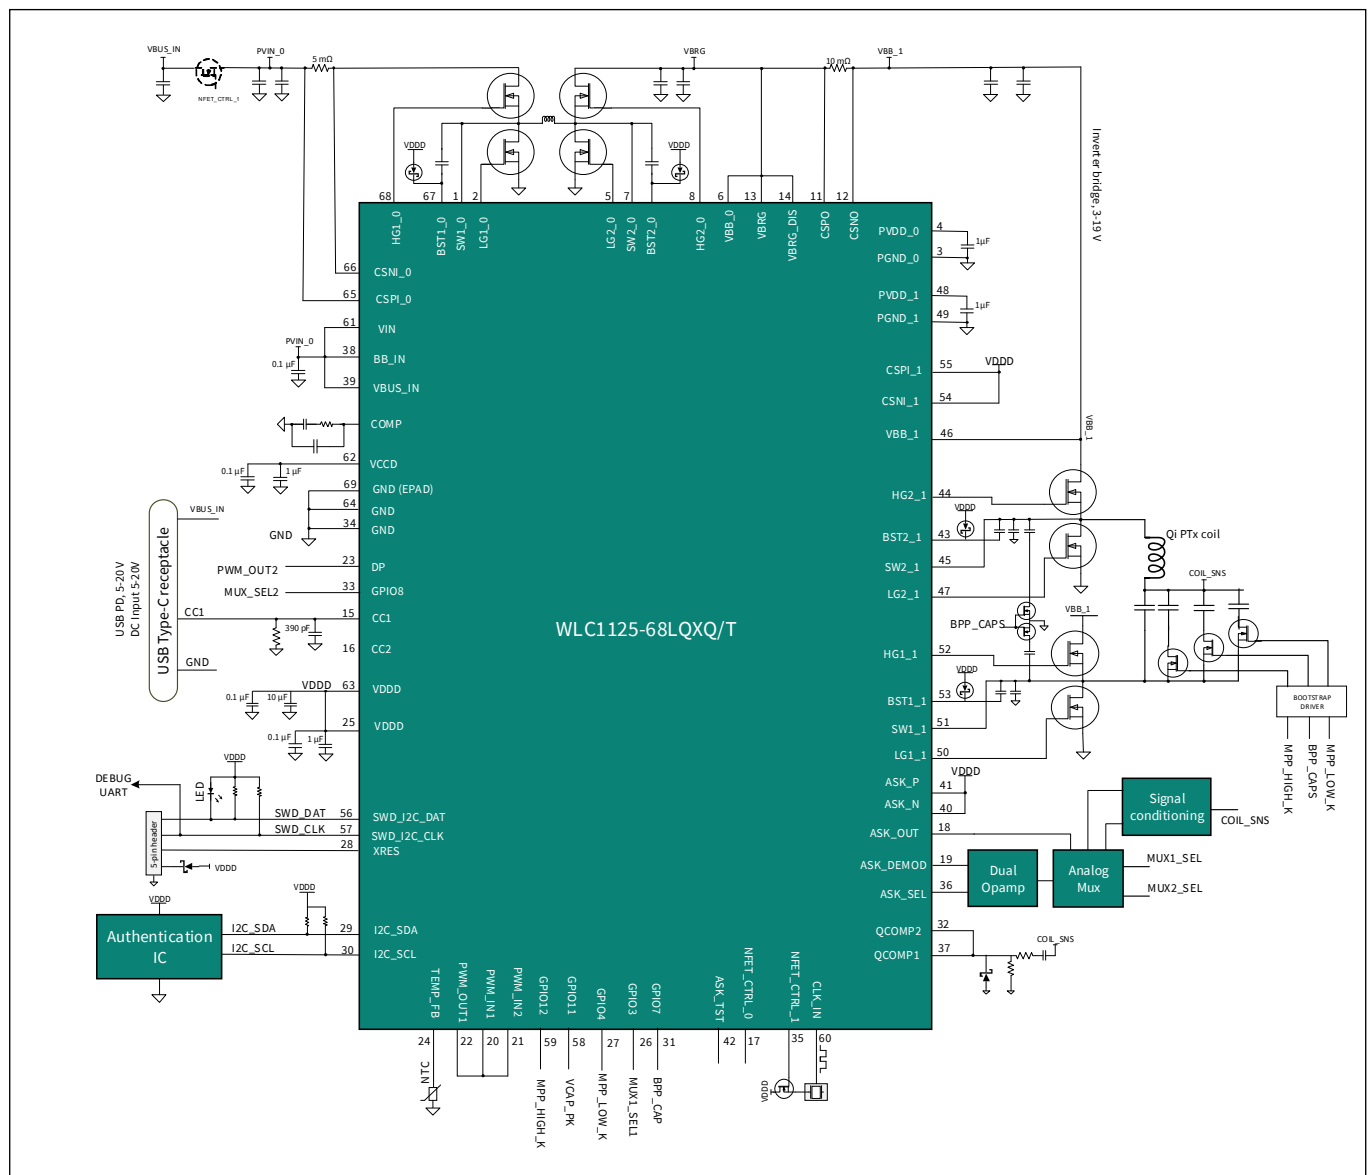 VBUS_IN
PVIN_0
5 mΩ
VBRG
10 mΩ
VBB_1
NFET_CTRL_1
VDDD
VDDD
Inverter bridge, 3-19 V
68
67
1
2
5
7
8
6
13
14
11
12
HG1_0
BST1_0
SW1_0
LG1_0
LG2_0
SW2_0
BST2_0
HG2_0
VBB_0
VBRG
VBRG_DIS
CSPO
CSNO
66
CSNI_0
65
CSPI_0
61
VIN
PVIN_0
38
BB_IN
0.1 µF
39
VBUS_IN
COMP
62
VCCD
0.1 µF
1 µF
69
GND (EPAD)
64
GND
34
GND
GND
23
DP
PWM_OUT2
33
GPIO8
MUX_SEL2
15
CC1
390 pF
16
CC2
VDDD
63
VDDD
0.1 µF
10 µF
25
VDDD
0.1 µF
1 µF
USB PD, 5-20 V
DC Input 5-20V
USB Type-C receptacle
VBUS_IN
CC1
GND
VDDD
DEBUG
UART
LED
SWD_DAT
56
SWD_I2C_DAT
SWD_CLK
57
SWD_I2C_CLK
28
XRES
5-pin header
VDDD
VDDD
VDDD
Authentication
IC
I2C_SDA
29
I2C_SDA
I2C_SCL
30
I2C_SCL
WLC1125-68LQXQ/T
PVDD_0
4
1µF
PGND_0
3
PVDD_1
48
1µF
PGND_1
49
CSPI_1
55
VDDD
CSNI_1
54
VBB_1
46
VBB_1
HG2_1
44
VDDD
BST2_1
43
SW2_1
45
LG2_1
47
Qi PTx coil
COIL_SNS
BPP_CAPS
VBB_1
HG1_1
52
VDDD
BST1_1
53
SW1_1
51
LG1_1
50
BOOTSTRAP
DRIVER
MPP_HIGH_K
BPP_CAPS
MPP_LOW_K
ASK_P
41
VDDD
ASK_N
40
ASK_OUT
18
ASK_DEMOD
19
ASK_SEL
36
Dual
Opamp
Analog
Mux
Signal
conditioning
COIL_SNS
MUX1_SEL
MUX2_SEL
QCOMP2
32
QCOMP1
37
COIL_SNS
TEMP_FB
PWM_OUT1
PWM_IN1
PWM_IN2
GPIO12
GPIO11
GPIO4
GPIO3
GPIO7
ASK_TST
NFET_CTRL_0
NFET_CTRL_1
CLK_IN
24
22
20
21
59
58
27
26
31
42
17
35
60
NTC
MPP_HIGH_K
VCAP_PK
MPP_LOW_K
MUX1_SEL1
BPP_CAP
VDDD